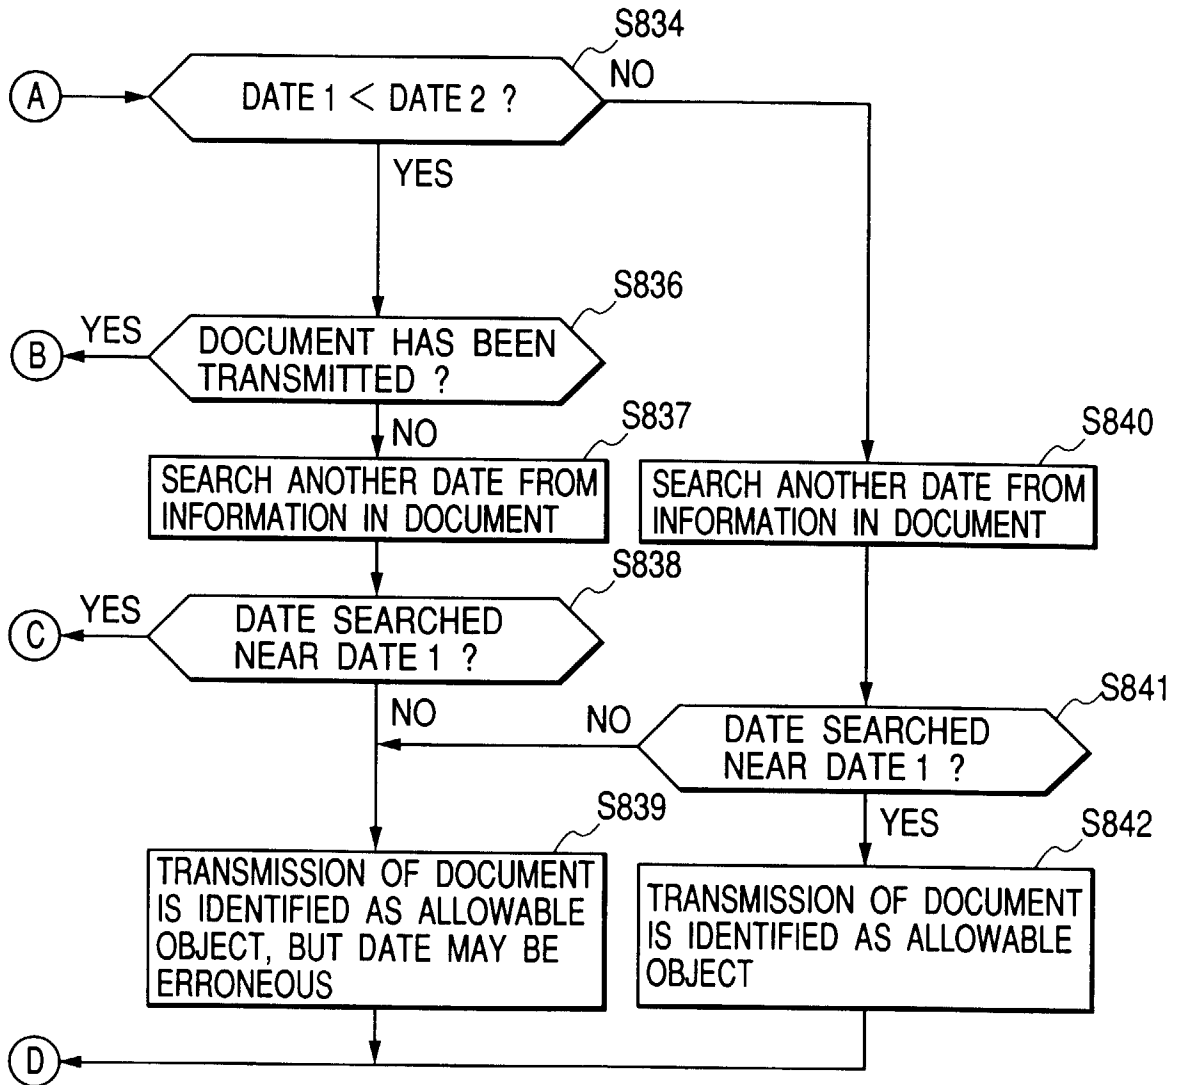 S834
A
DATE 1 < DATE 2 ?
NO
YES
S836
B
YES
DOCUMENT HAS BEEN
TRANSMITTED ?
NO
S837
SEARCH ANOTHER DATE FROM
INFORMATION IN DOCUMENT
S840
SEARCH ANOTHER DATE FROM
INFORMATION IN DOCUMENT
S838
C
YES
DATE SEARCHED
NEAR DATE 1 ?
NO
S841
NO
DATE SEARCHED
NEAR DATE 1 ?
YES
S839
TRANSMISSION OF DOCUMENT
IS IDENTIFIED AS ALLOWABLE
OBJECT, BUT DATE MAY BE
ERRONEOUS
S842
TRANSMISSION OF DOCUMENT
IS IDENTIFIED AS ALLOWABLE
OBJECT
D